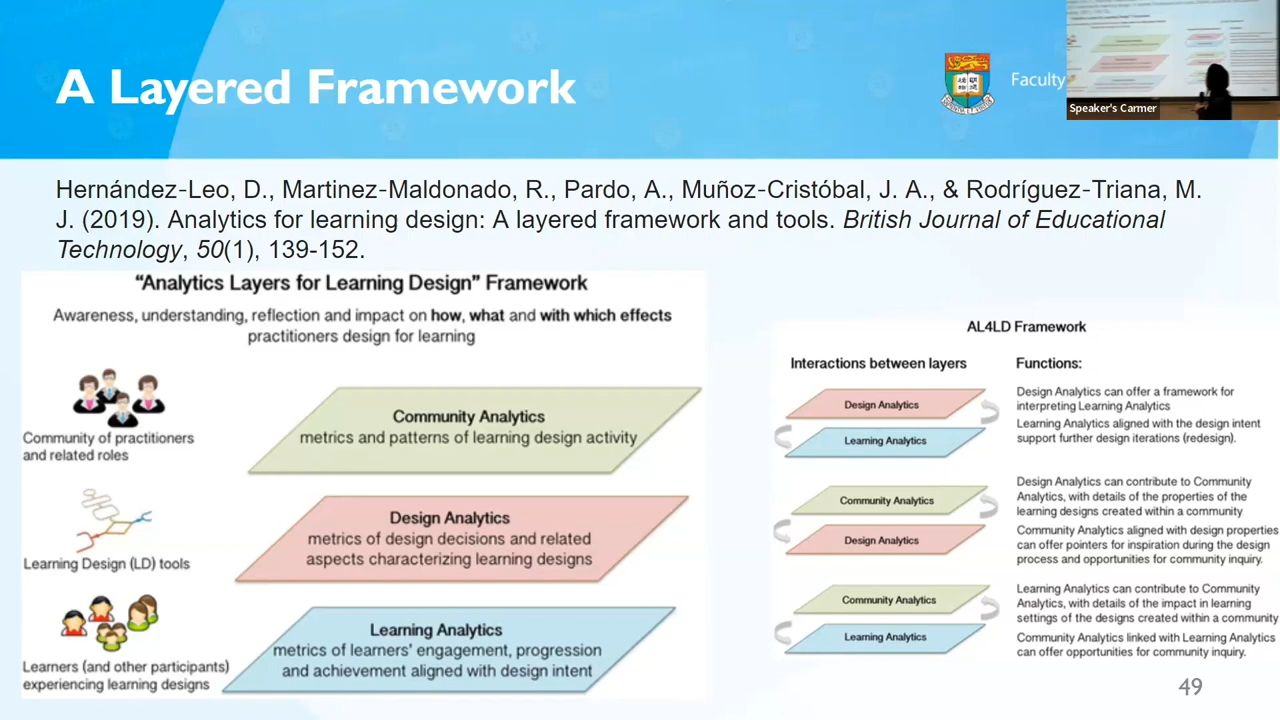 A Layered Framework
Faculty
Speaker's Carmer
Hernández-Leo, D., Martinez-Maldonado, R., Pardo, A., Muñoz-Cristóbal, J. A., & Rodríguez-Triana, M.
J. (2019). Analytics for learning design: A layered framework and tools. British Journal of Educational
Technology, 50(1), 139-152.
“Analytics Layers for Learning Design” Framework
Awareness, understanding, reflection and impact on how, what and with which effects
practitioners design for learning
Community of practitioners
and related roles
Community Analytics
metrics and patterns of learning design activity
Learning Design (LD) tools
Design Analytics
metrics of design decisions and related
aspects characterizing learning designs
Learners (and other participants)
experiencing learning designs
Learning Analytics
metrics of learners' engagement, progression
and achievement aligned with design intent
AL4LD Framework
Interactions between layers
Functions:
Design Analytics
Learning Analytics
Design Analytics can offer a framework for
interpreting Learning Analytics
Learning Analytics aligned with the design intent
support further design iterations (redesign).
Community Analytics
Design Analytics
Design Analytics can contribute to Community
Analytics, with details of the properties of the
learning designs created within a community
Community Analytics aligned with design properties
can offer pointers for inspiration during the design
process and opportunities for community inquiry.
Community Analytics
Learning Analytics
Learning Analytics can contribute to Community
Analytics, with details of the impact in learning
settings of the designs created within a community
Community Analytics linked with Learning Analytics
can offer opportunities for community inquiry.
49